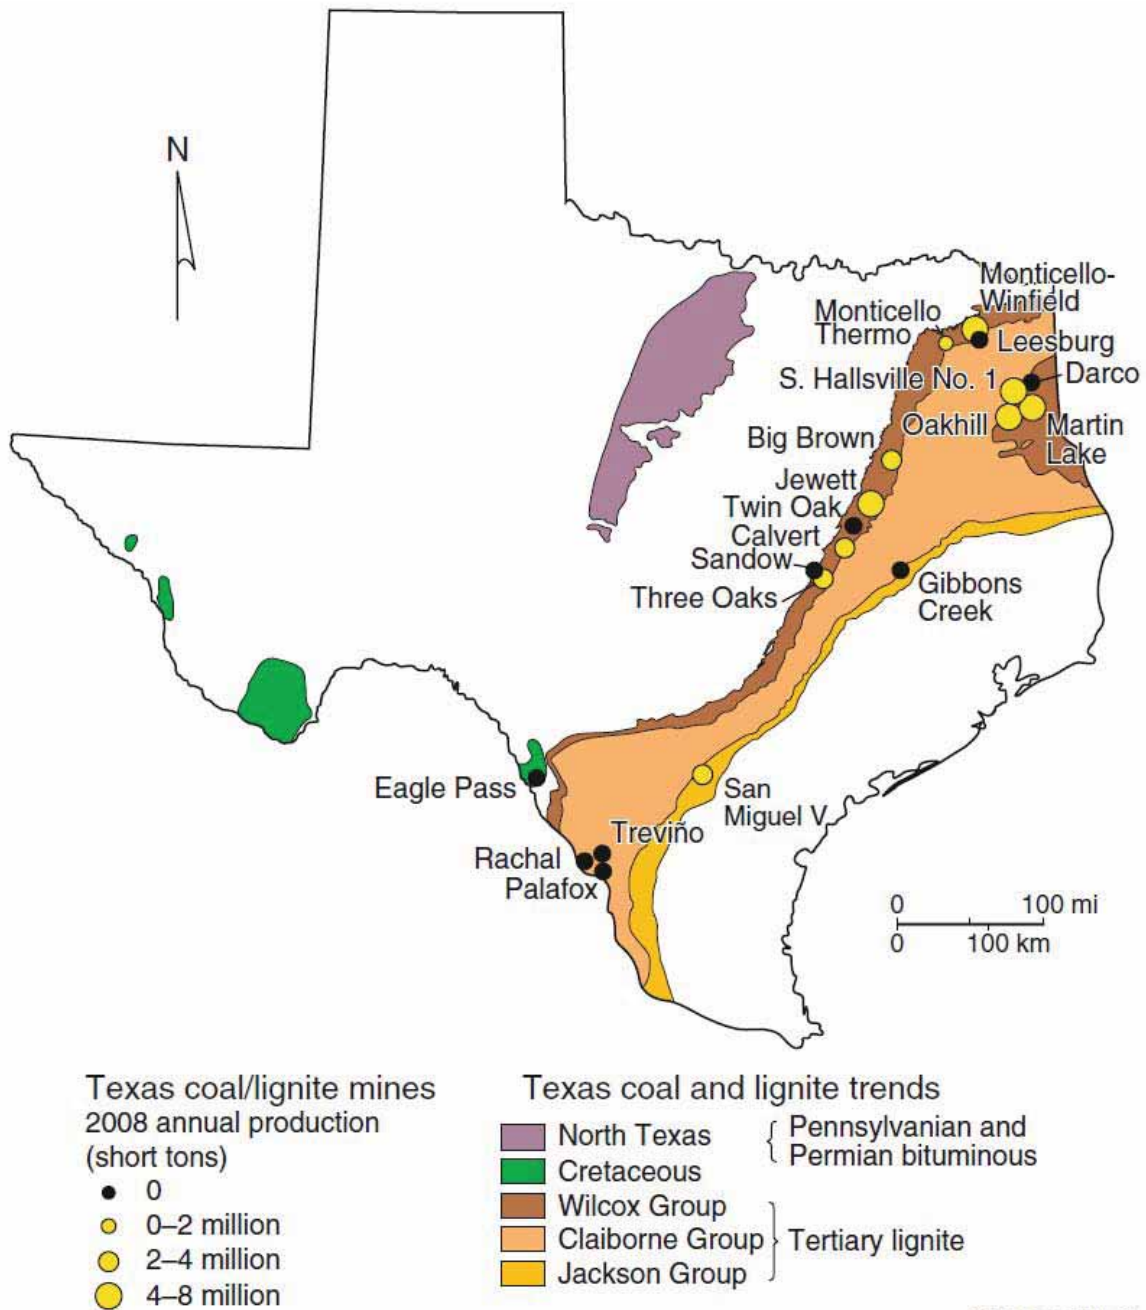 N
Monticello-
Winfield
Monticello
Thermo
Leesburg
S. Hallsville No. 1
Darco
Oakhill
Martin
Lake
Big Brown
Jewett
Twin Oak
Calvert
Sandow
Three Oaks
Gibbons
Creek
Eagle Pass
San
Miguel V
Treviño
Rachal
Palafox
0 100 mi
0 100 km
Texas coal/lignite mines
2008 annual production
(short tons)
0
0–2 million
2–4 million
4–8 million
Texas coal and lignite trends
North Texas
Pennsylvanian and
Permian bituminous
Cretaceous
Wilcox Group
Claiborne Group
Tertiary lignite
Jackson Group